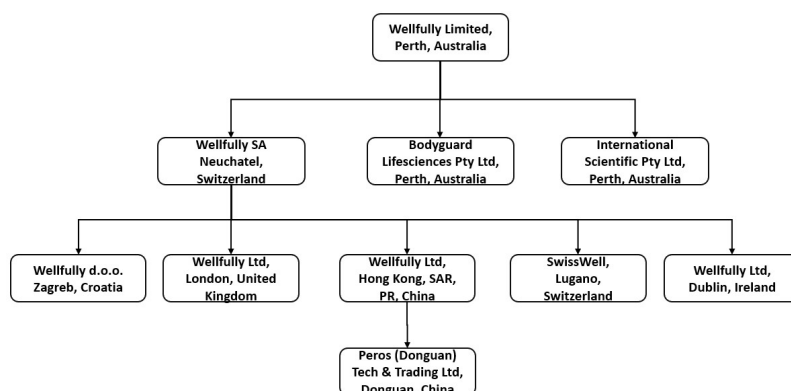 Wellfully Limited,
Perth, Australia
Wellfully SA
Neuchatel,
Switzerland
Bodyguard
Lifesciences Pty Ltd,
Perth, Australia
International
Scientific Pty Ltd,
Perth, Australia
Wellfully d.o.o.
Zagreb, Croatia
Wellfully Ltd,
London, United
Kingdom
Wellfully Ltd,
Hong Kong, SAR,
PR, China
SwissWell,
Lugano,
Switzerland
Wellfully Ltd,
Dublin, Ireland
Peros (Donguan)
Tech & Trading Ltd,
Donguan, China